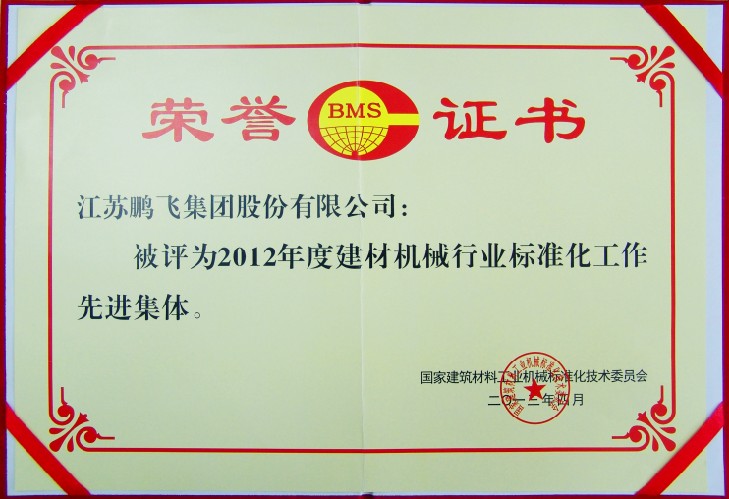 荣誉 BMS 证书
江苏鹏飞集团股份有限公司：
被评为2012年度建材机械行业标准化工作
先进集体。
国家建筑材料工业机械标准化技术委员会
二〇一三年四月